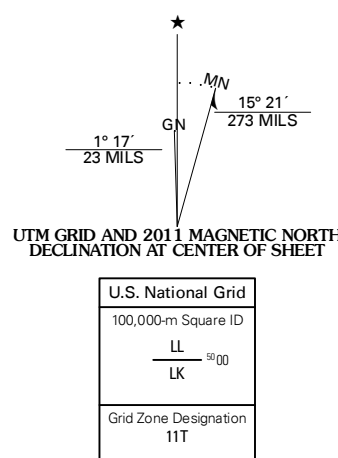 ★
MN
GN
15° 21´
273 MILS
1° 17´
23 MILS
UTM GRID AND 2011 MAGNETIC NORTH
DECLINATION AT CENTER OF SHEET
U.S. National Grid
100,000-m Square ID
LL
5000
LK
Grid Zone Designation
11T